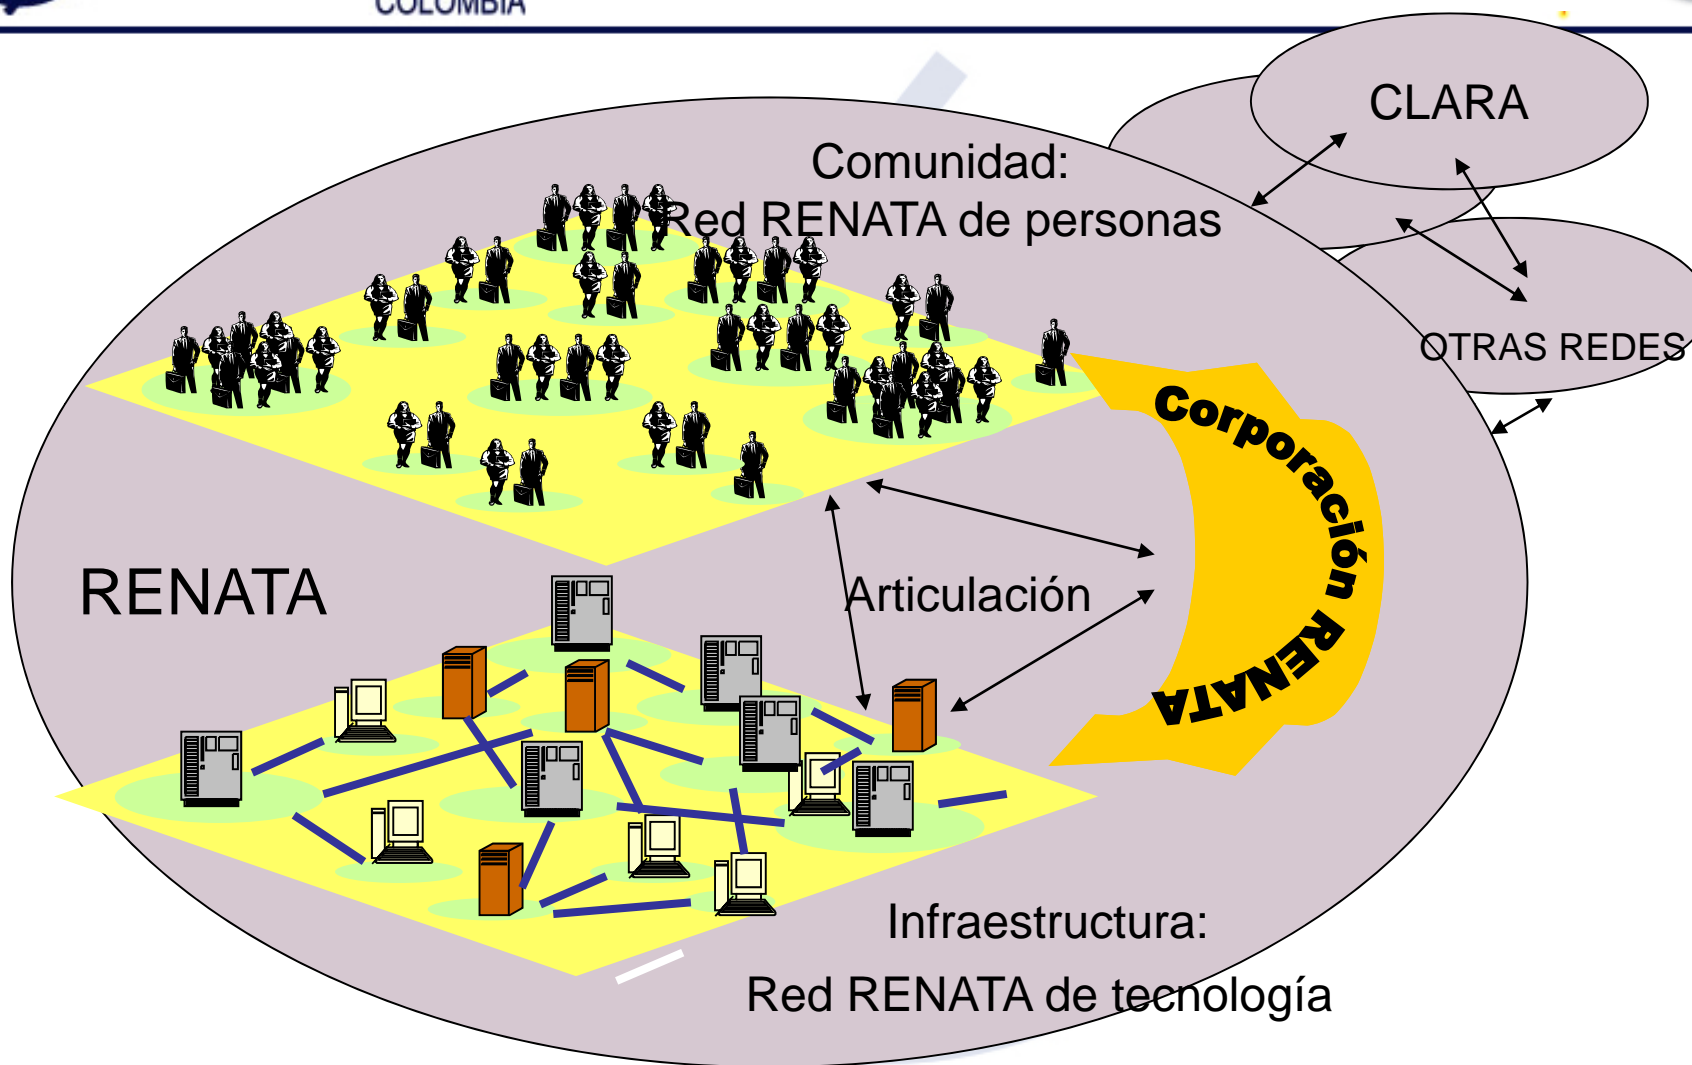 COLOMBIA
CLARA
Comunidad:
Red RENATA de personas
OTRAS REDES
Corporación RENATA
RENATA
Articulación
Infraestructura:
Red RENATA de tecnología